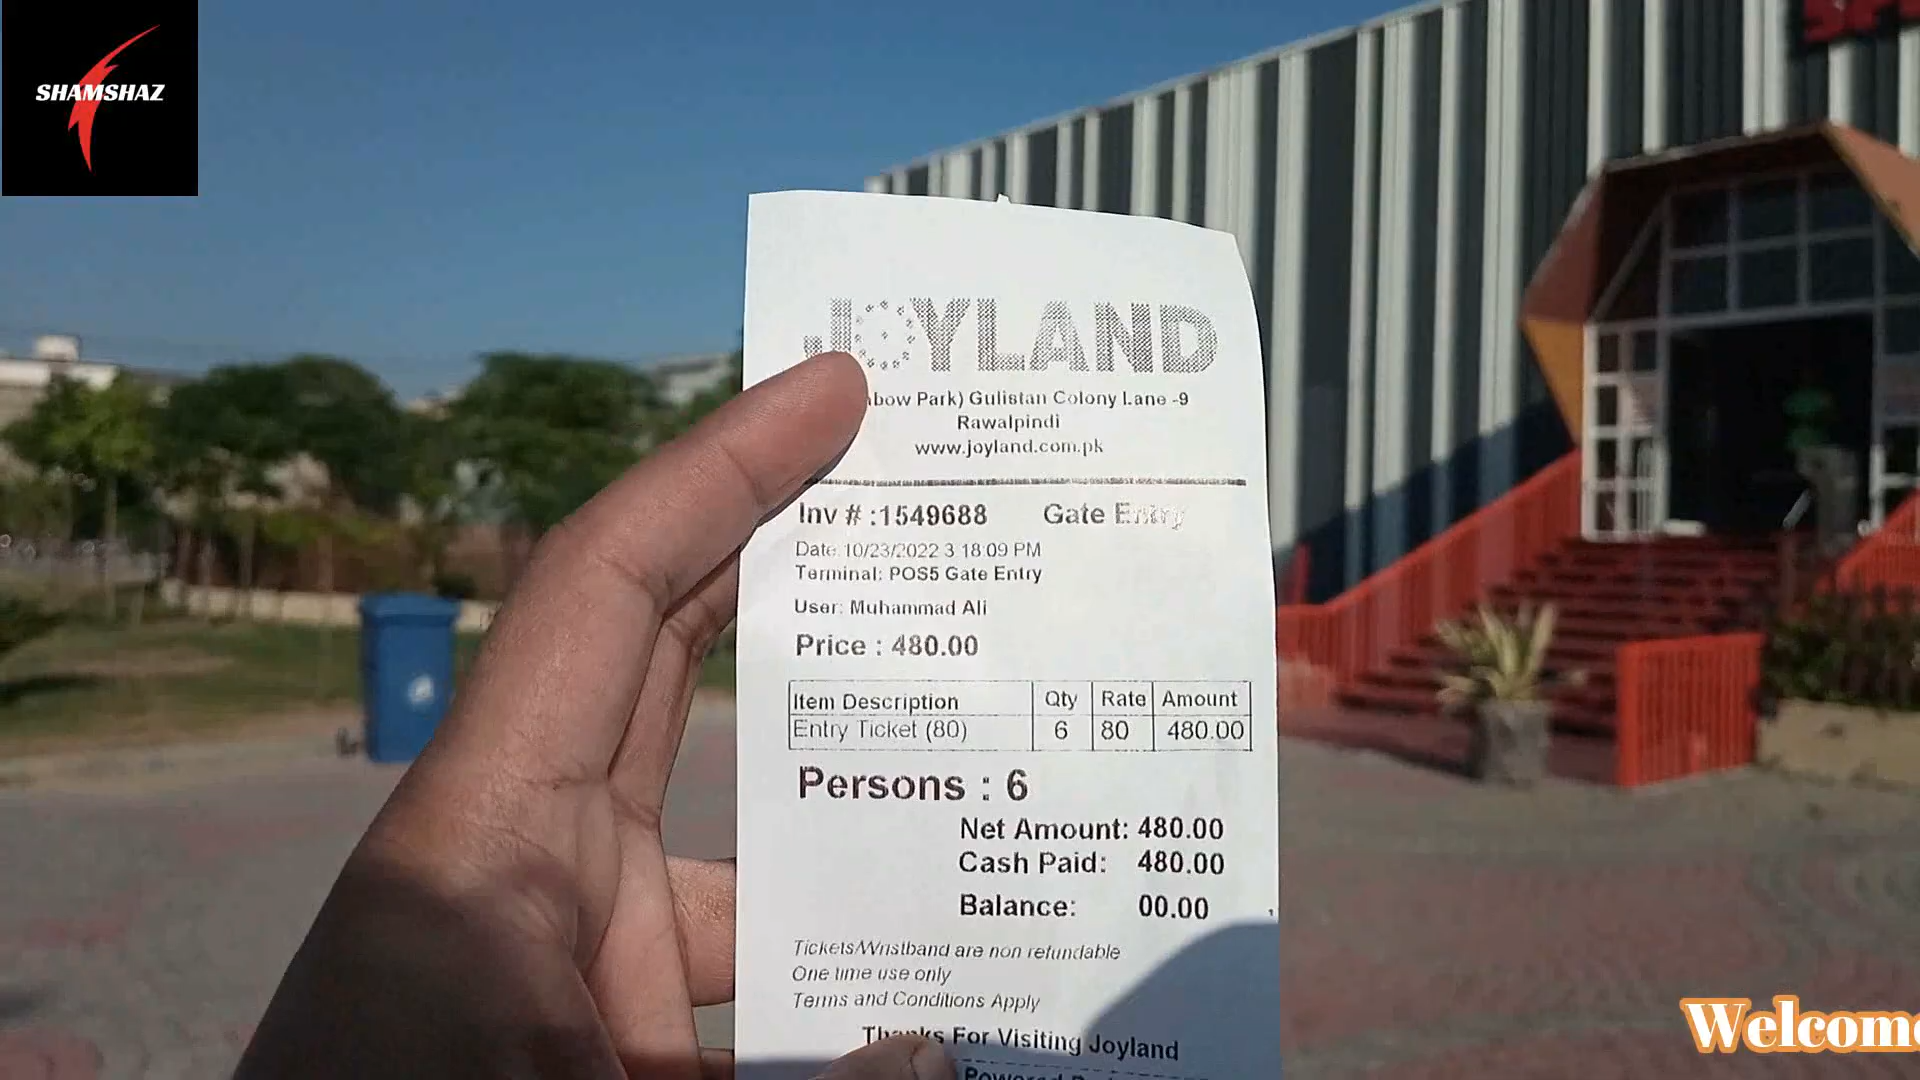 SHAMSHAZ
JOYLAND
bow Park) Gulistan Colony Lane -9
Rawalpindi
www.joyland.com.pk
Inv # :1549688 Gate Entry
Date: 10/23/2022 3:18:09 PM
Terminal: POS5 Gate Entry
User: Muhammad Ali
Price : 480.00
Item Description Qty Rate Amount
Entry Ticket (80) 6 80 480.00
Persons : 6
Net Amount: 480.00
Cash Paid: 480.00
Balance: 00.00
Tickets/Wristband are non refundable
One time use only
Terms and Conditions Apply
Thanks For Visiting Joyland
Powered
Welcome